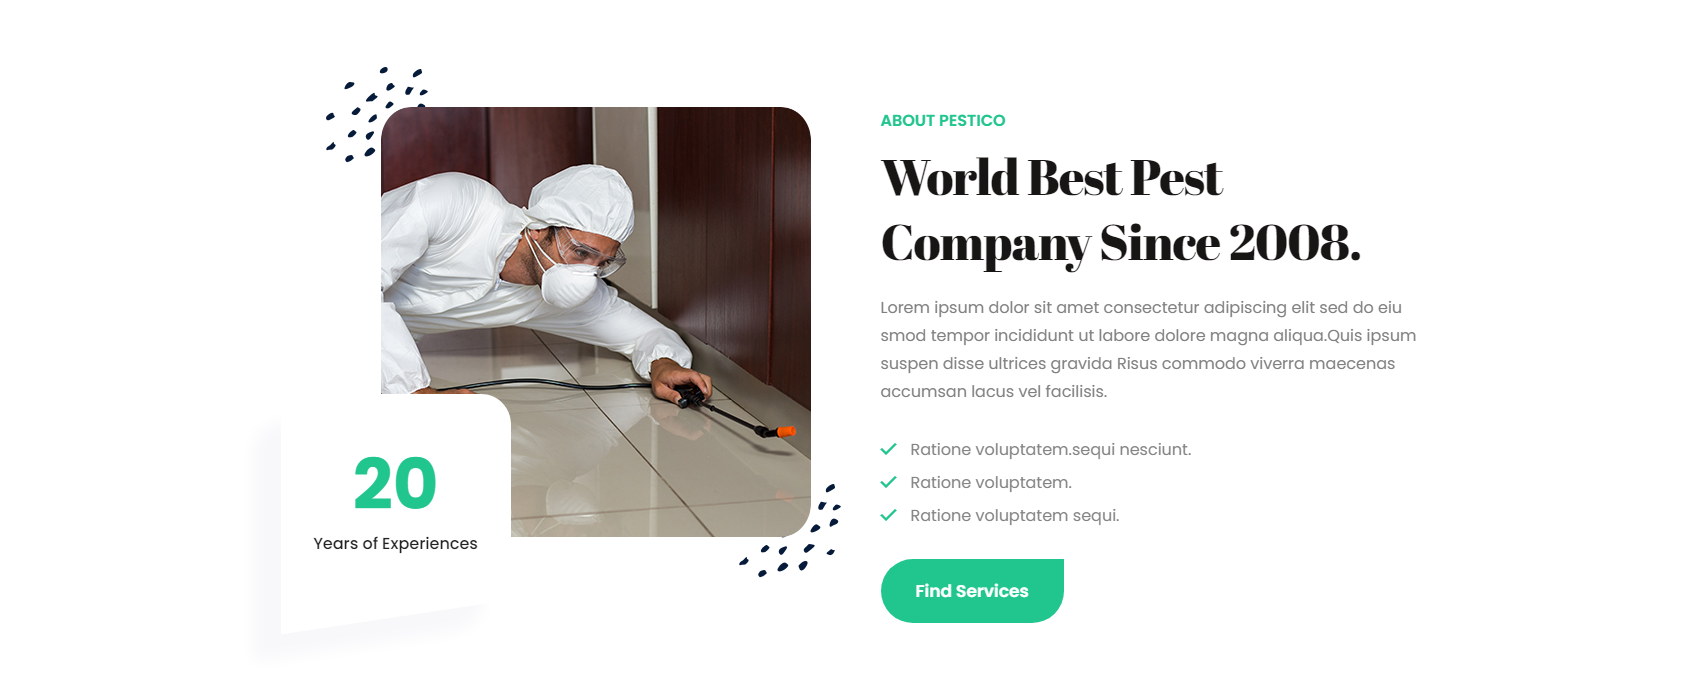 ABOUT PESTICO
World Best Pest
Company Since 2008.
Lorem ipsum dolor sit amet consectetur adipiscing elit sed do eiu
smod tempor incididunt ut labore dolore magna aliqua.Quis ipsum
suspen disse ultrices gravida Risus commodo viverra maecenas
accumsan lacus vel facilisis.
Ratione voluptatem.sequi nesciunt.
Ratione voluptatem.
Ratione voluptatem sequi.
Find Services
20
Years of Experiences